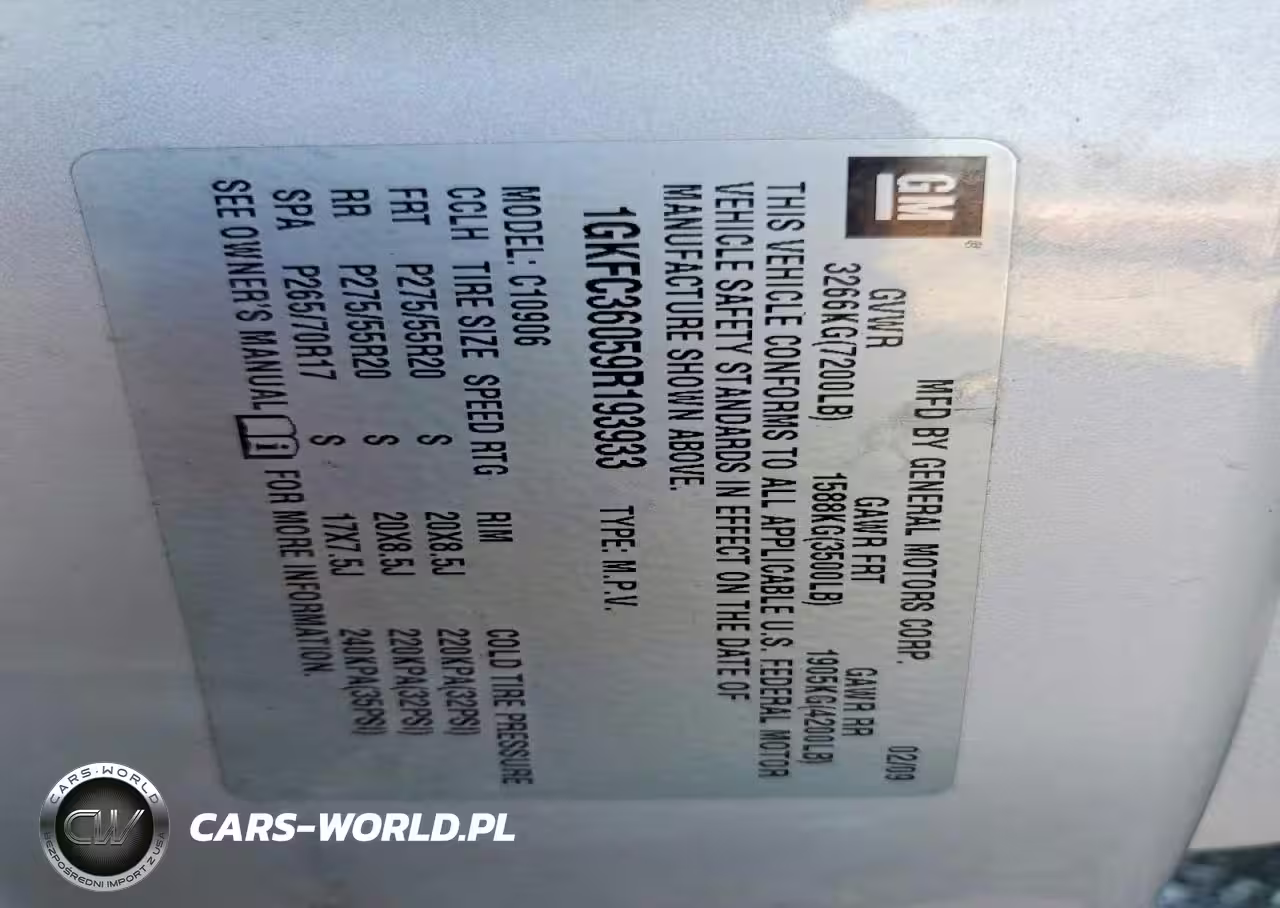 GM
MFD BY GENERAL MOTORS CORP. 02/09
GVWR GAWR FRT GAWR RR
3266KG(7200LB) 1588KG(3500LB) 1905KG(4200LB)
THIS VEHICLE CONFORMS TO ALL APPLICABLE U.S. FEDERAL MOTOR
VEHICLE SAFETY STANDARDS IN EFFECT ON THE DATE OF
MANUFACTURE SHOWN ABOVE.
1GKFC36059R193933 TYPE: M.P.V.
MODEL: C10906
CCLH TIRE SIZE SPEED RTG RIM COLD TIRE PRESSURE
FRT P275/55R20 S 20X8.5J 220KPA(32PSI)
RR P275/55R20 S 20X8.5J 220KPA(32PSI)
SPA P265/70R17 S 17X7.5J 240KPA(35PSI)
SEE OWNER'S MANUAL i FOR MORE INFORMATION.
CARS-WORLD
CW
BEZPOŚREDNI IMPORT Z USA
CARS-WORLD.PL